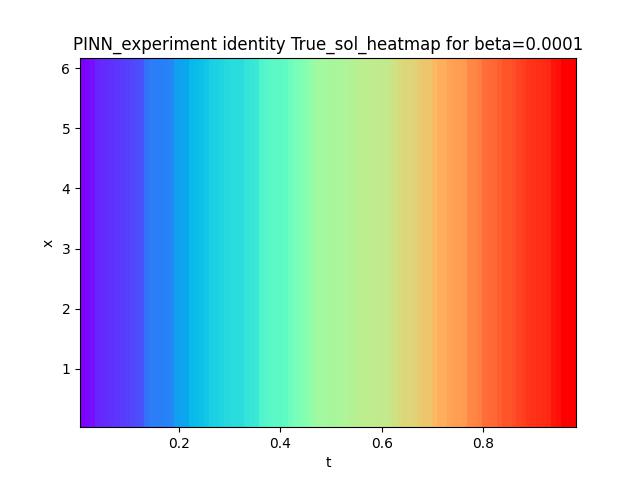 PINN_experiment identity True_sol_heatmap for beta=0.0001
6
5
4
3
2
1
x
0.2 0.4 0.6 0.8
t